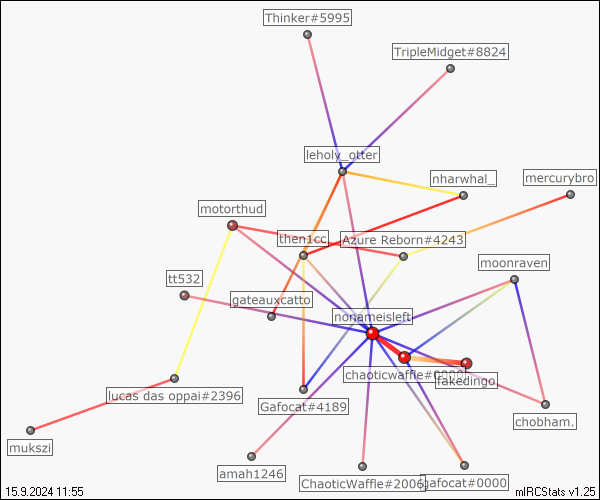 Thinker#5995
TripleMidget#8824
leholy_otter
nharwhal_
mercurybro
motorthud
then1cc
Azure Reborn#4243
moonraven
tt532
gateauxcatto
nonameisleft
chaoticwaffle#0000
fakedingo
lucas das oppai#2396
Gafocat#4189
chobham.
mukszi
amah1246
ChaoticWaffle#2006
gafocat#0000
15.9.2024 11:55
mIRCStats v1.25